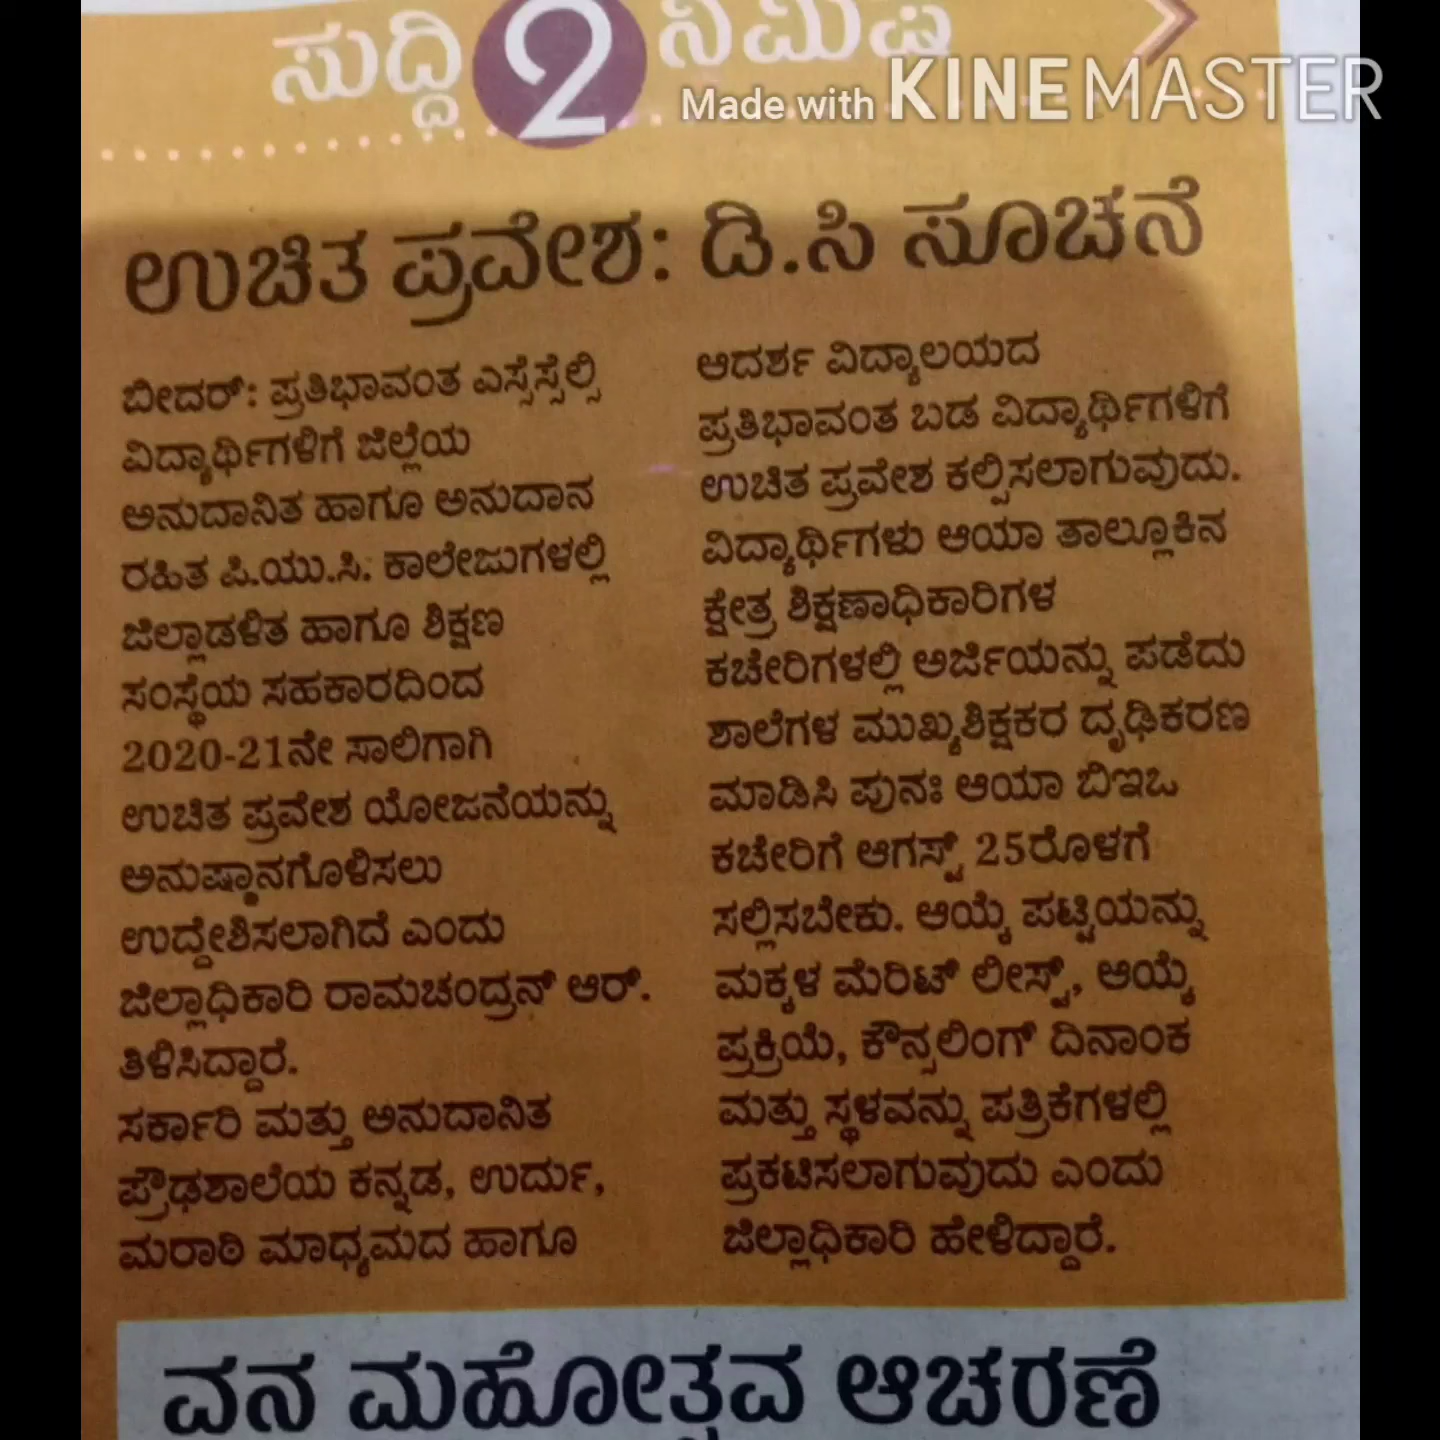 ಸುದ್ದಿ 2 ನಿಮಿಷ
Made with KINEMASTER
ಉಚಿತ ಪ್ರವೇಶ: ಡಿ.ಸಿ ಸೂಚನೆ
ಬೀದರ್: ಪ್ರತಿಭಾವಂತ ಎಸ್ಸೆಸ್ಸೆಲ್ಸಿ
ವಿದ್ಯಾರ್ಥಿಗಳಿಗೆ ಜಿಲ್ಲೆಯ
ಅನುದಾನಿತ ಹಾಗೂ ಅನುದಾನ
ರಹಿತ ಪಿ.ಯು.ಸಿ. ಕಾಲೇಜುಗಳಲ್ಲಿ
ಜಿಲ್ಲಾಡಳಿತ ಹಾಗೂ ಶಿಕ್ಷಣ
ಸಂಸ್ಥೆಯ ಸಹಕಾರದಿಂದ
2020-21ನೇ ಸಾಲಿಗಾಗಿ
ಉಚಿತ ಪ್ರವೇಶ ಯೋಜನೆಯನ್ನು
ಅನುಷ್ಠಾನಗೊಳಿಸಲು
ಉದ್ದೇಶಿಸಲಾಗಿದೆ ಎಂದು
ಜಿಲ್ಲಾಧಿಕಾರಿ ರಾಮಚಂದ್ರನ್ ಆರ್.
ತಿಳಿಸಿದ್ದಾರೆ.
ಸರ್ಕಾರಿ ಮತ್ತು ಅನುದಾನಿತ
ಪ್ರೌಢಶಾಲೆಯ ಕನ್ನಡ, ಉರ್ದು,
ಮರಾಠಿ ಮಾಧ್ಯಮದ ಹಾಗೂ
ಆದರ್ಶ ವಿದ್ಯಾಲಯದ
ಪ್ರತಿಭಾವಂತ ಬಡ ವಿದ್ಯಾರ್ಥಿಗಳಿಗೆ
ಉಚಿತ ಪ್ರವೇಶ ಕಲ್ಪಿಸಲಾಗುವುದು.
ವಿದ್ಯಾರ್ಥಿಗಳು ಆಯಾ ತಾಲ್ಲೂಕಿನ
ಕ್ಷೇತ್ರ ಶಿಕ್ಷಣಾಧಿಕಾರಿಗಳ
ಕಚೇರಿಗಳಲ್ಲಿ ಅರ್ಜಿಯನ್ನು ಪಡೆದು
ಶಾಲೆಗಳ ಮುಖ್ಯಶಿಕ್ಷಕರ ದೃಢಿಕರಣ
ಮಾಡಿಸಿ ಪುನಃ ಆಯಾ ಬಿಇಒ
ಕಚೇರಿಗೆ ಆಗಸ್ಟ್ 25ರೊಳಗೆ
ಸಲ್ಲಿಸಬೇಕು. ಆಯ್ಕೆ ಪಟ್ಟಿಯನ್ನು
ಮಕ್ಕಳ ಮೆರಿಟ್ ಲೀಸ್ಟ್, ಆಯ್ಕೆ
ಪ್ರಕ್ರಿಯೆ, ಕೌನ್ಸಲಿಂಗ್ ದಿನಾಂಕ
ಮತ್ತು ಸ್ಥಳವನ್ನು ಪತ್ರಿಕೆಗಳಲ್ಲಿ
ಪ್ರಕಟಿಸಲಾಗುವುದು ಎಂದು
ಜಿಲ್ಲಾಧಿಕಾರಿ ಹೇಳಿದ್ದಾರೆ.
ವನ ಮಹೋತ್ಸವ ಆಚರಣೆ